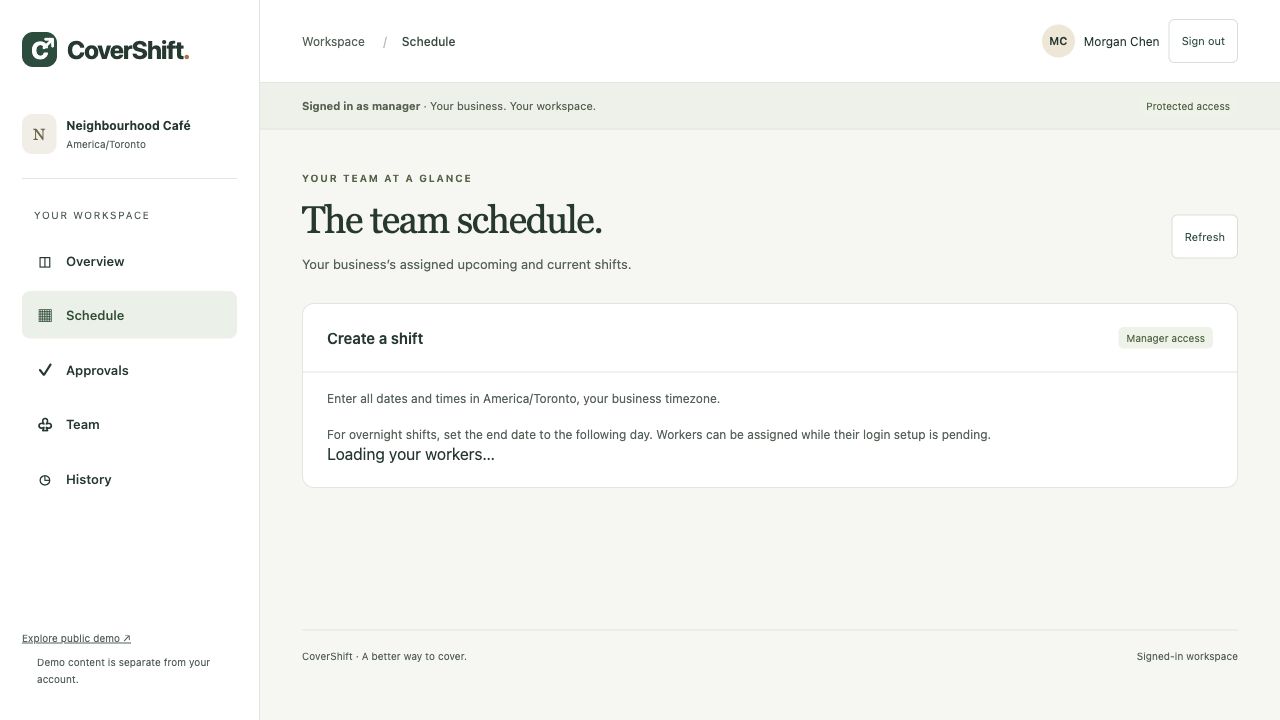 CoverShift.
N
Neighbourhood Café
America/Toronto
YOUR WORKSPACE
Overview
Schedule
Approvals
Team
History
Explore public demo ↗
Demo content is separate from your
account.
Workspace / Schedule
MC
Morgan Chen
Sign out
Signed in as manager · Your business. Your workspace.
Protected access
YOUR TEAM AT A GLANCE
The team schedule.
Your business’s assigned upcoming and current shifts.
Refresh
Create a shift
Manager access
Enter all dates and times in America/Toronto, your business timezone.
For overnight shifts, set the end date to the following day. Workers can be assigned while their login setup is pending.
Loading your workers…
CoverShift · A better way to cover.
Signed-in workspace